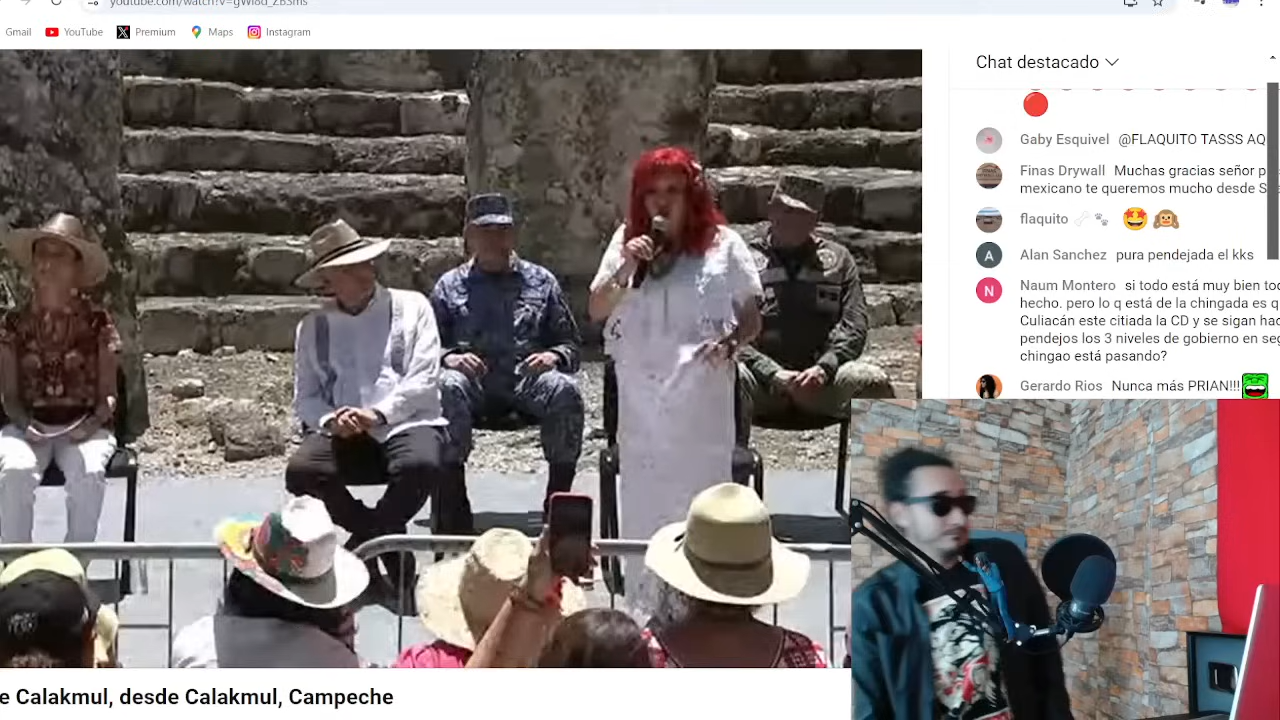 youtube.com/watch?v=gWi8d_ZBSms
Gmail YouTube Premium Maps Instagram
Chat destacado
Gaby Esquivel @FLAQUITO TASSS AQ
Finas Drywall Muchas gracias señor p
mexicano te queremos mucho desde S
flaquito
Alan Sanchez pura pendejada el kks
A
Naum Montero si todo está muy bien to
N
hecho. pero lo q está de la chingada es q
Culiacán este citiada la CD y se sigan ha
pendejos los 3 niveles de gobierno en se
chingao está pasando?
Gerardo Rios Nunca más PRIAN!!!
e Calakmul, desde Calakmul, Campeche